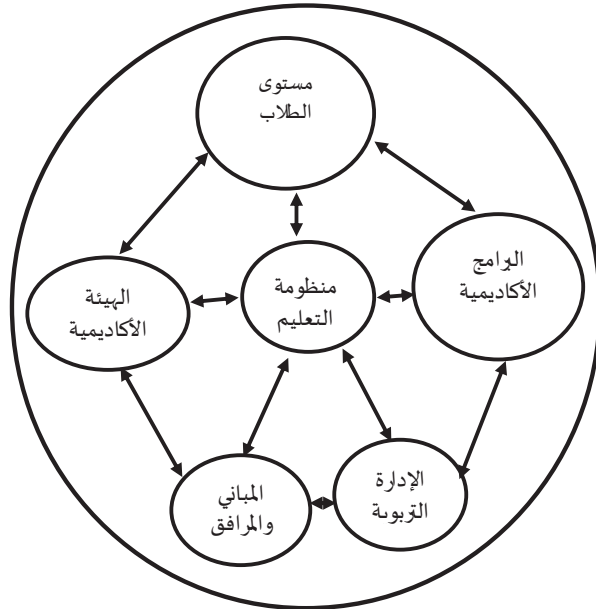 مستوى
الطلاب
البرامج
الأكاديمية
منظومة
التعليم
الهيئة
الأكاديمية
الإدارة
التربوية
المباني
والمرافق